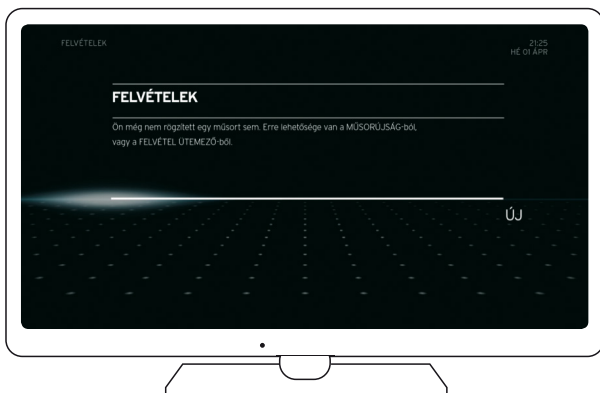 FELVÉTELEK
21:25
HÉ 01 ÁPR
FELVÉTELEK
Ön még nem rögzített egy műsort sem. Erre lehetősége van a MŰSORÚJSÁG-ból,
vagy a FELVÉTEL ÜTEMEZŐ-ből.
ÚJ